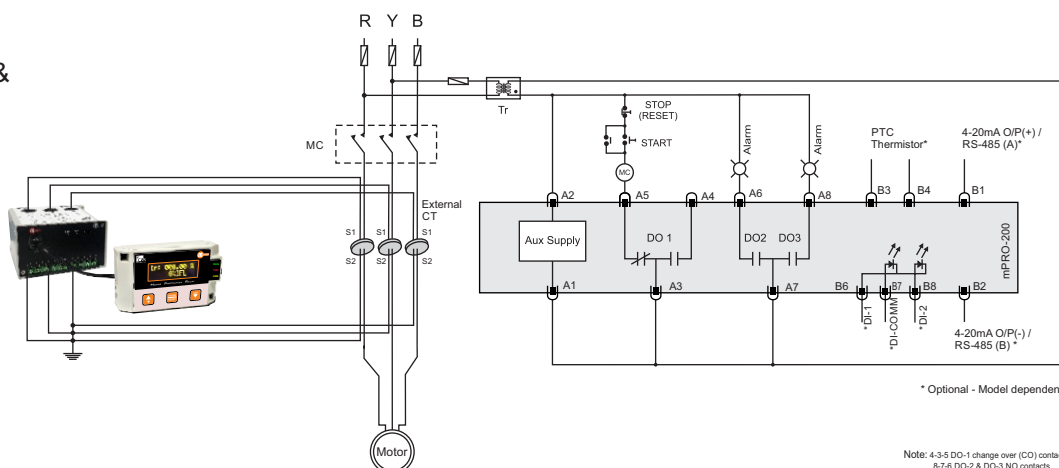 &
R Y B
Tr
MC
STOP
(RESET)
START
MC
Alarm
Alarm
PTC
Thermistor*
4-20mA O/P(+) /
RS-485 (A)*
A2
A5
A4
A6
A8
B3
B4
B1
External
CT
S1
S1
S1
S2
S2
S2
Aux Supply
DO 1
DO2
DO3
mPRO-200
A1
A3
A7
B6
B7
B8
B2
*DI-1
*DI-COMM
*DI-2
4-20mA O/P(-) /
RS-485 (B) *
* Optional - Model dependen
Motor
Note: 4-3-5 DO-1 change over (CO) conta
8-7-6 DO-2 & DO-3 NO contacts